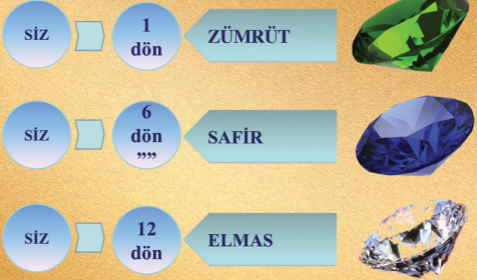 siz
1
dön
ZÜMRÜT
siz
6
dön
””
SAFİR
siz
12
dön
ELMAS